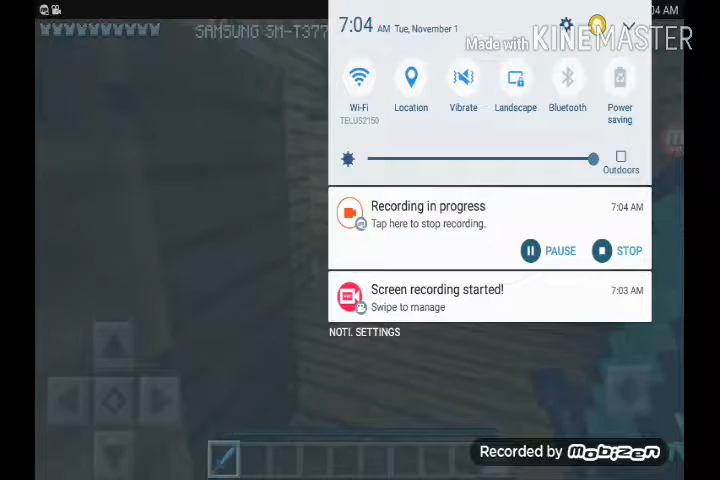 04 AM
SAMSUNG SM-T377
7:04 AM Tue, November 1
Made with KINEMASTER
Wi-Fi
TELUS2150
Location
Vibrate
Landscape
Bluetooth
Power saving
Outdoors
Recording in progress 7:04 AM
Tap here to stop recording.
PAUSE STOP
Screen recording started! 7:03 AM
Swipe to manage
NOTI. SETTINGS
Recorded by mobizen